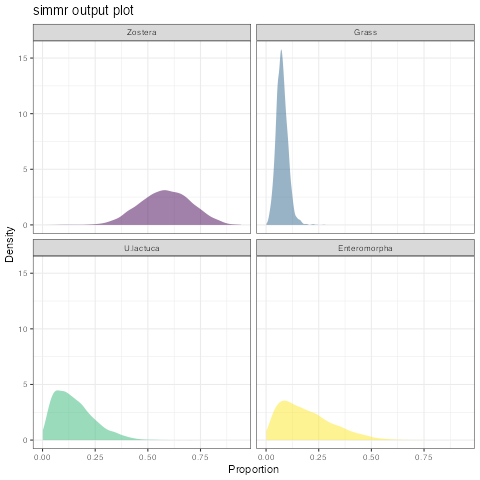 simmr output plot
Zostera
Grass
15
10
5
0
Density
U.lactuca
Enteromorpha
15
10
5
0
0.00 0.25 0.50 0.75 0.00 0.25 0.50 0.75
Proportion